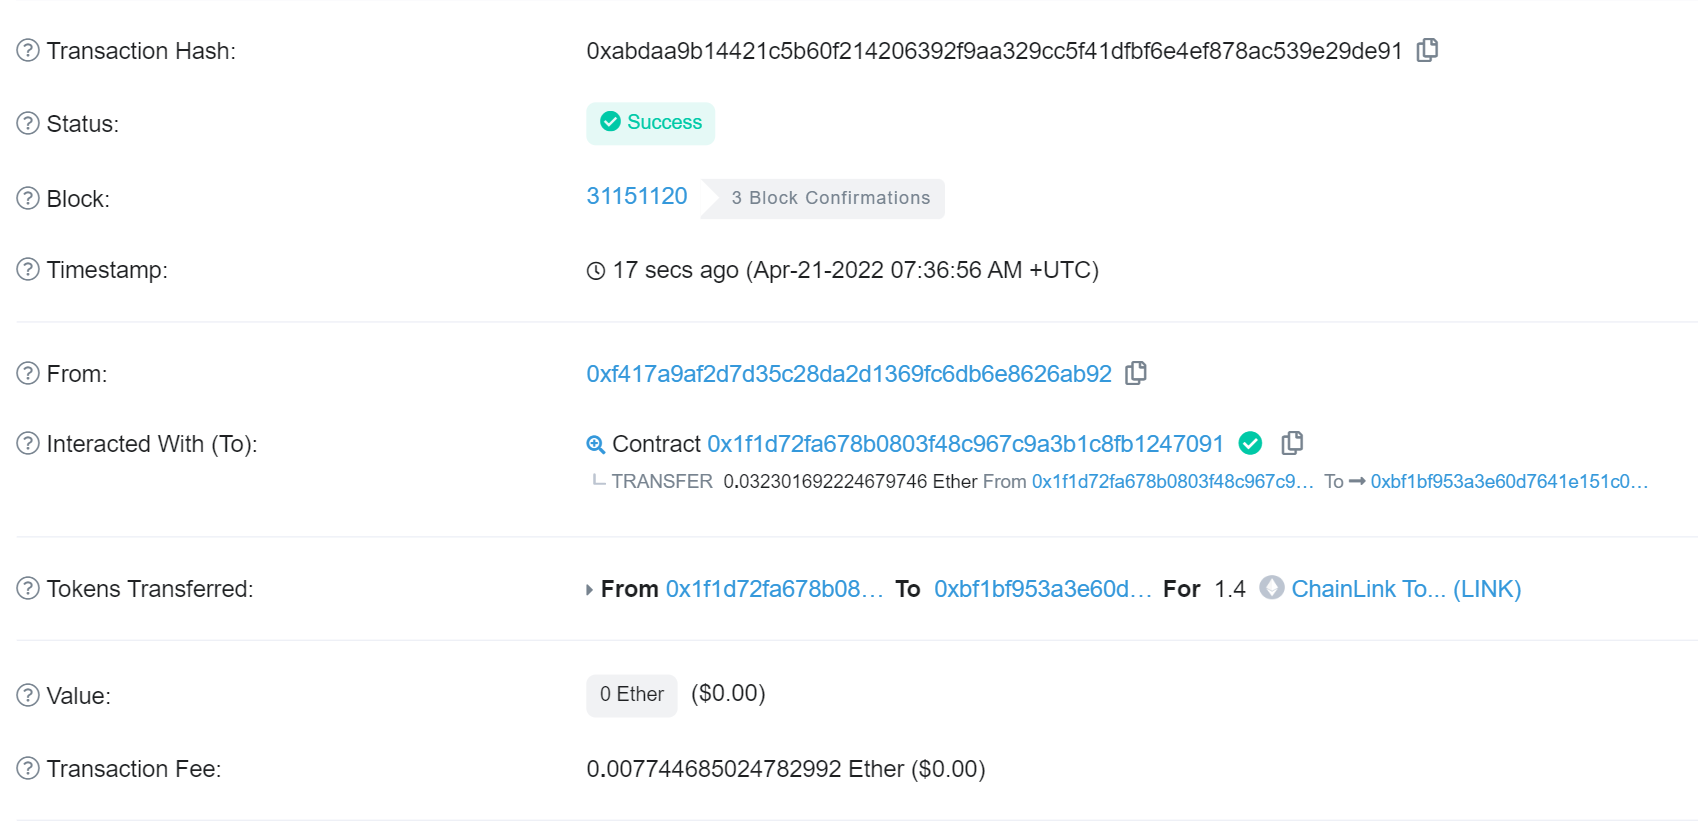 Transaction Hash: 0xabdaa9b14421c5b60f214206392f9aa329cc5f41dfbf6e4ef878ac539e29de91
Status: Success
Block: 31151120 3 Block Confirmations
Timestamp: 17 secs ago (Apr-21-2022 07:36:56 AM +UTC)
From: 0xf417a9af2d7d35c28da2d1369fc6db6e8626ab92
Interacted With (To): Contract 0x1f1d72fa678b0803f48c967c9a3b1c8fb1247091
TRANSFER 0.032301692224679746 Ether From 0x1f1d72fa678b0803f48c967c9... To → 0xbf1bf953a3e60d7641e151c0...
Tokens Transferred: From 0x1f1d72fa678b08... To 0xbf1bf953a3e60d... For 1.4 ChainLink To... (LINK)
Value: 0 Ether ($0.00)
Transaction Fee: 0.007744685024782992 Ether ($0.00)